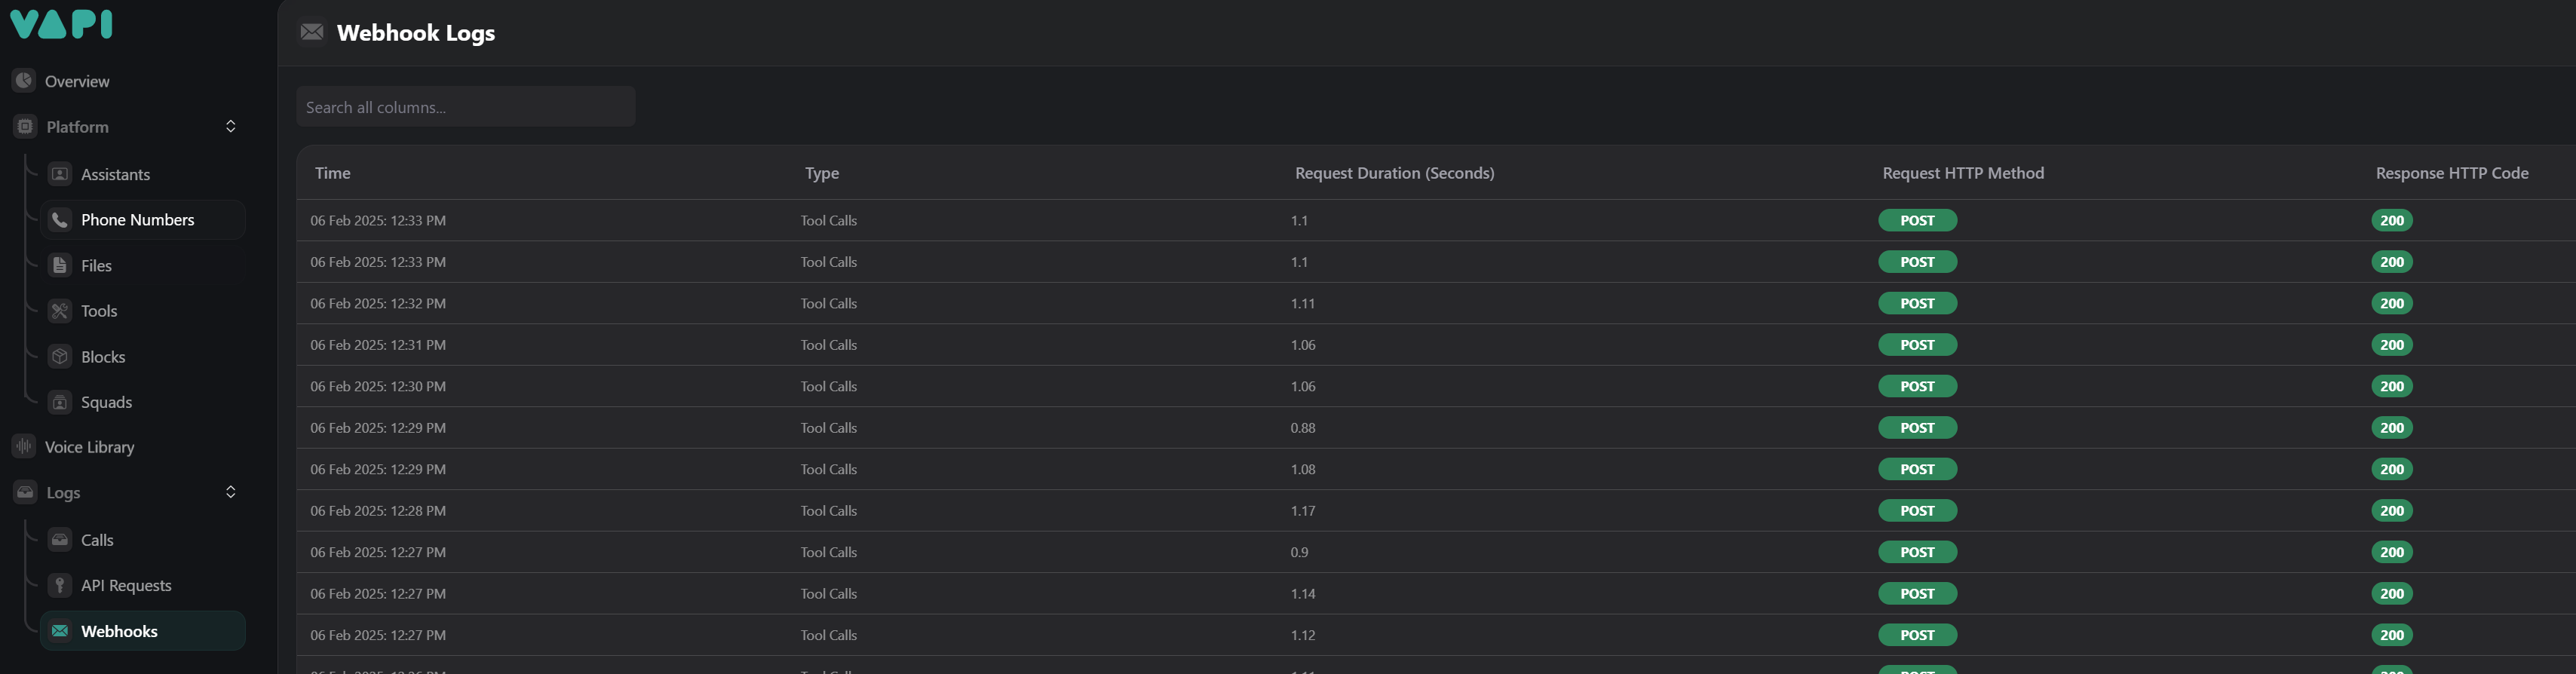 VAPI
Overview
Platform
Assistants
Phone Numbers
Files
Tools
Blocks
Squads
Voice Library
Logs
Calls
API Requests
Webhooks
Webhook Logs
Search all columns...
Time Type Request Duration (Seconds) Request HTTP Method Response HTTP Code
06 Feb 2025: 12:33 PM Tool Calls 1.1 POST 200
06 Feb 2025: 12:33 PM Tool Calls 1.1 POST 200
06 Feb 2025: 12:32 PM Tool Calls 1.11 POST 200
06 Feb 2025: 12:31 PM Tool Calls 1.06 POST 200
06 Feb 2025: 12:30 PM Tool Calls 1.06 POST 200
06 Feb 2025: 12:29 PM Tool Calls 0.88 POST 200
06 Feb 2025: 12:29 PM Tool Calls 1.08 POST 200
06 Feb 2025: 12:28 PM Tool Calls 1.17 POST 200
06 Feb 2025: 12:27 PM Tool Calls 0.9 POST 200
06 Feb 2025: 12:27 PM Tool Calls 1.14 POST 200
06 Feb 2025: 12:27 PM Tool Calls 1.12 POST 200